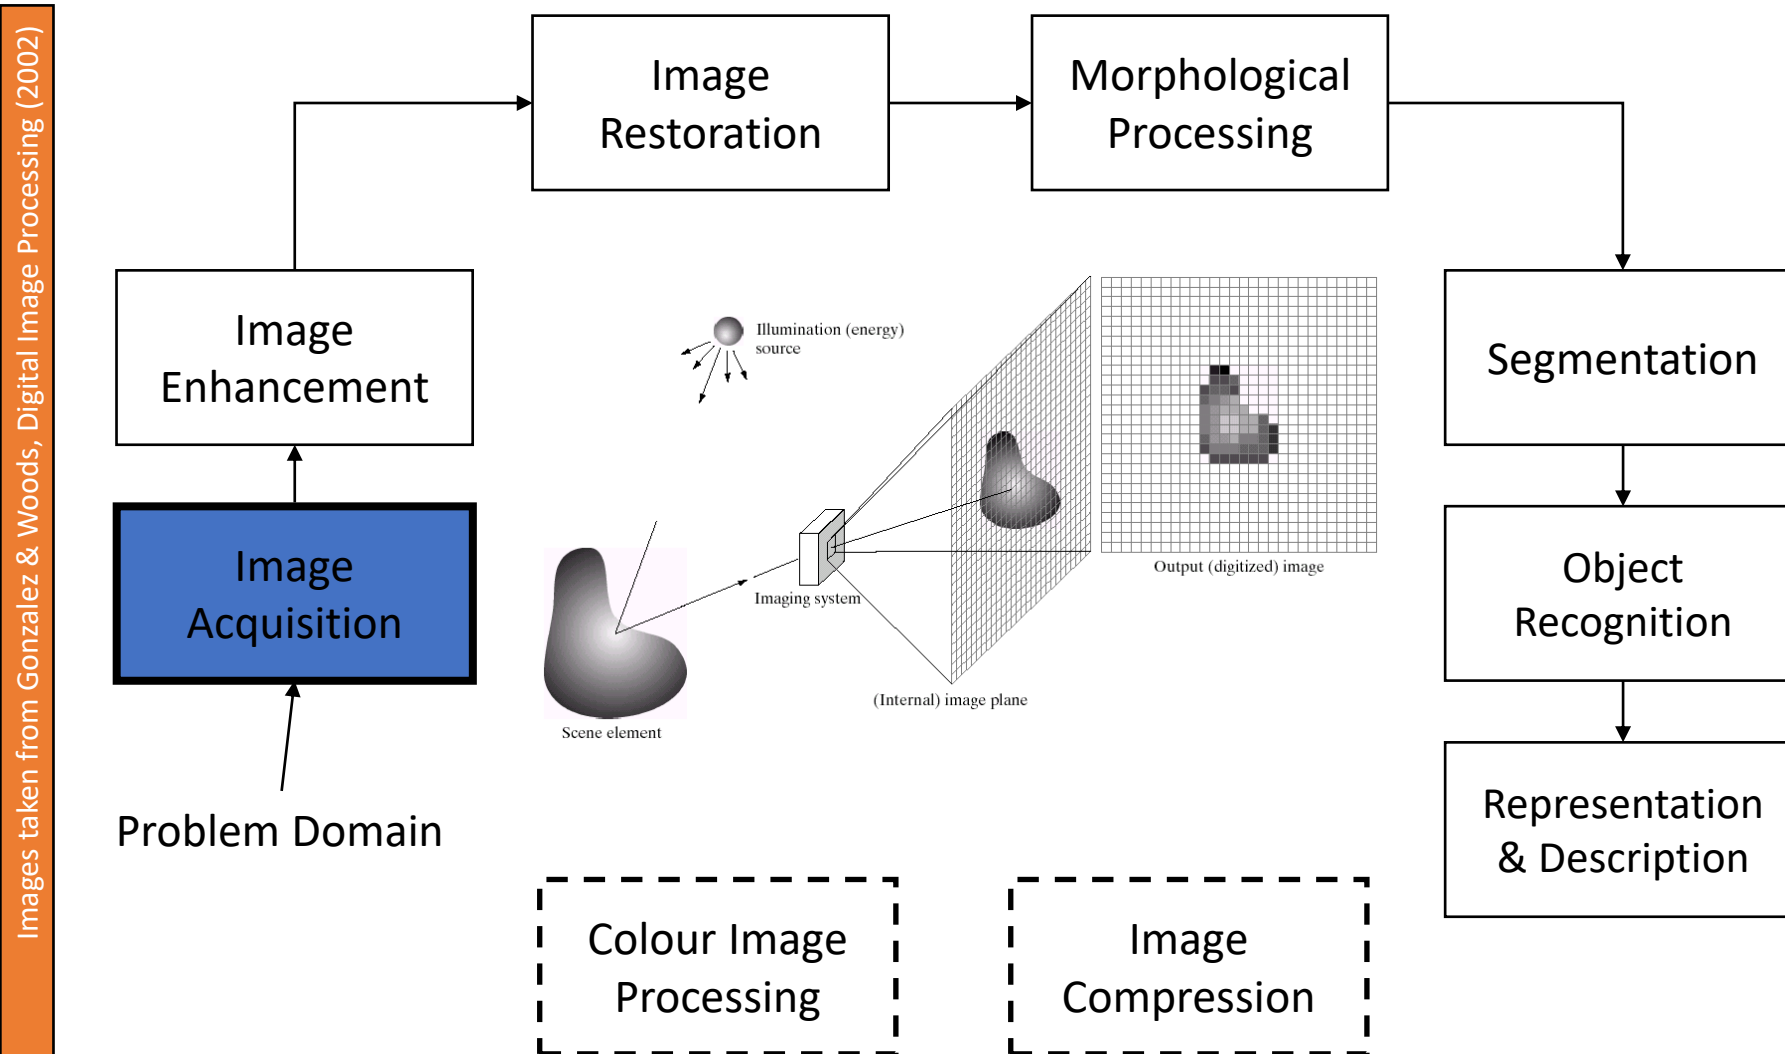 Images taken from Gonzalez & Woods, Digital Image Processing (2002)
Image
Restoration
Morphological
Processing
Image
Enhancement
Illumination (energy)
source
Segmentation
Image
Acquisition
Imaging system
Output (digitized) image
Object
Recognition
(Internal) image plane
Scene element
Problem Domain
Representation
& Description
Colour Image
Processing
Image
Compression